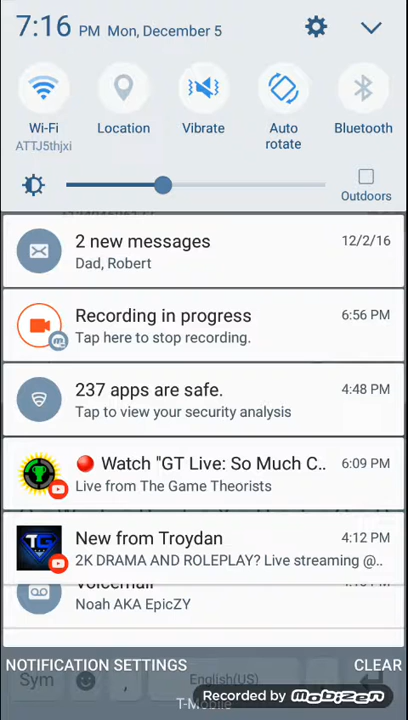 7:16 PM Mon, December 5
Wi-Fi
ATTJ5thjxi
Location
Vibrate
Auto
rotate
Bluetooth
Outdoors
2 new messages
12/2/16
Dad, Robert
Recording in progress
6:56 PM
Tap here to stop recording.
237 apps are safe.
4:48 PM
Tap to view your security analysis
🔴 Watch "GT Live: So Much C..
6:09 PM
Live from The Game Theorists
New from Troydan
4:12 PM
2K DRAMA AND ROLEPLAY? Live streaming @..
Voicemail
Noah AKA EpicZY
NOTIFICATION SETTINGS
CLEAR
Sym
,
English(US)
Recorded by MOBIZEN
T-Mobile